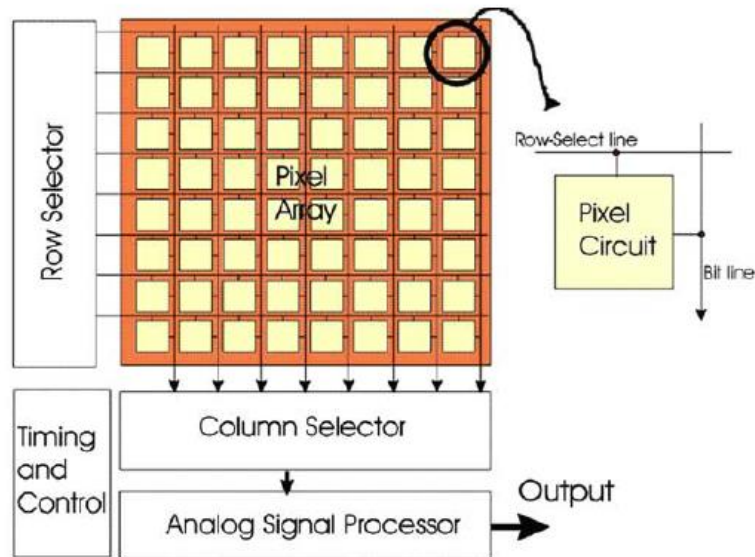 Row Selector
Pixel
Array
Row-Select line
Pixel
Circuit
Bit line
Timing
and
Control
Column Selector
Analog Signal Processor
Output